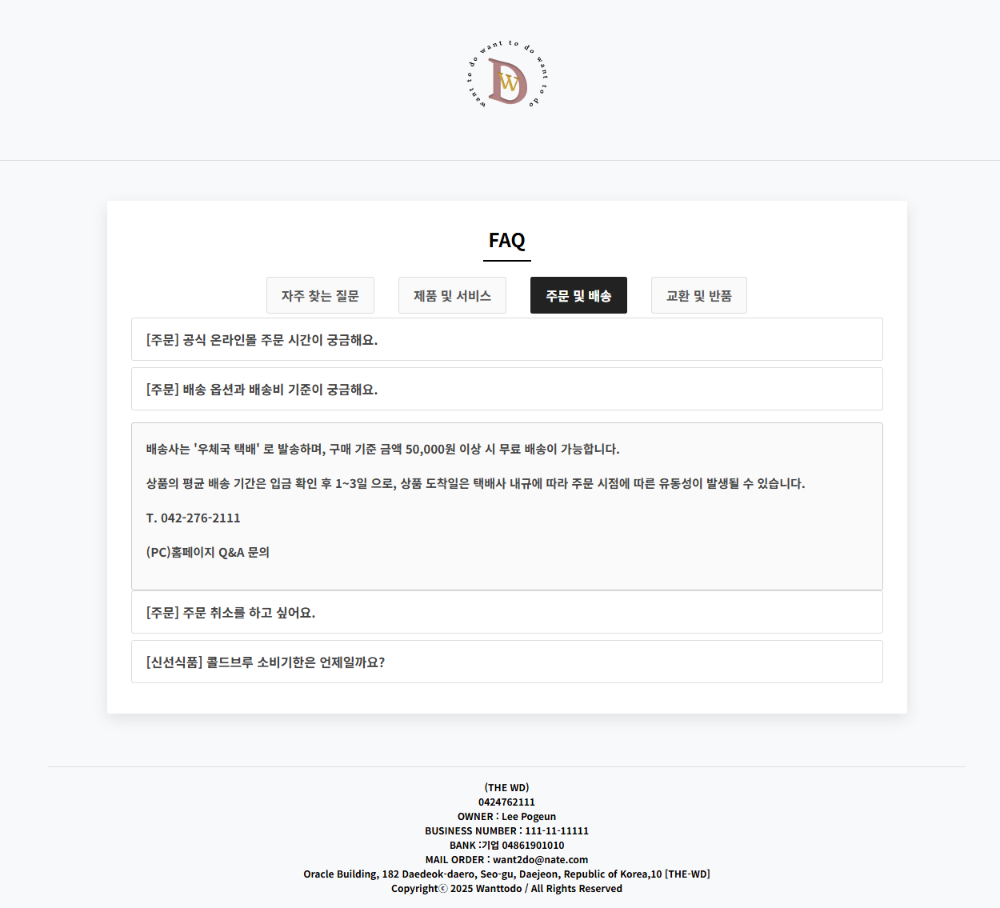 want to do want to do want to do
D
W
FAQ
자주 찾는 질문
제품 및 서비스
주문 및 배송
교환 및 반품
[주문] 공식 온라인몰 주문 시간이 궁금해요.
[주문] 배송 옵션과 배송비 기준이 궁금해요.
배송사는 '우체국 택배' 로 발송하며, 구매 기준 금액 50,000원 이상 시 무료 배송이 가능합니다.
상품의 평균 배송 기간은 입금 확인 후 1~3일 으로, 상품 도착일은 택배사 내규에 따라 주문 시점에 따른 유동성이 발생될 수 있습니다.
T. 042-276-2111
(PC)홈페이지 Q&A 문의
[주문] 주문 취소를 하고 싶어요.
[신선식품] 콜드브루 소비기한은 언제일까요?
(THE WD)
0424762111
OWNER : Lee Pogeun
BUSINESS NUMBER : 111-11-11111
BANK :기업 04861901010
MAIL ORDER : want2do@nate.com
Oracle Building, 182 Daedeok-daero, Seo-gu, Daejeon, Republic of Korea,10 [THE-WD]
Copyrightⓒ 2025 Wanttodo / All Rights Reserved